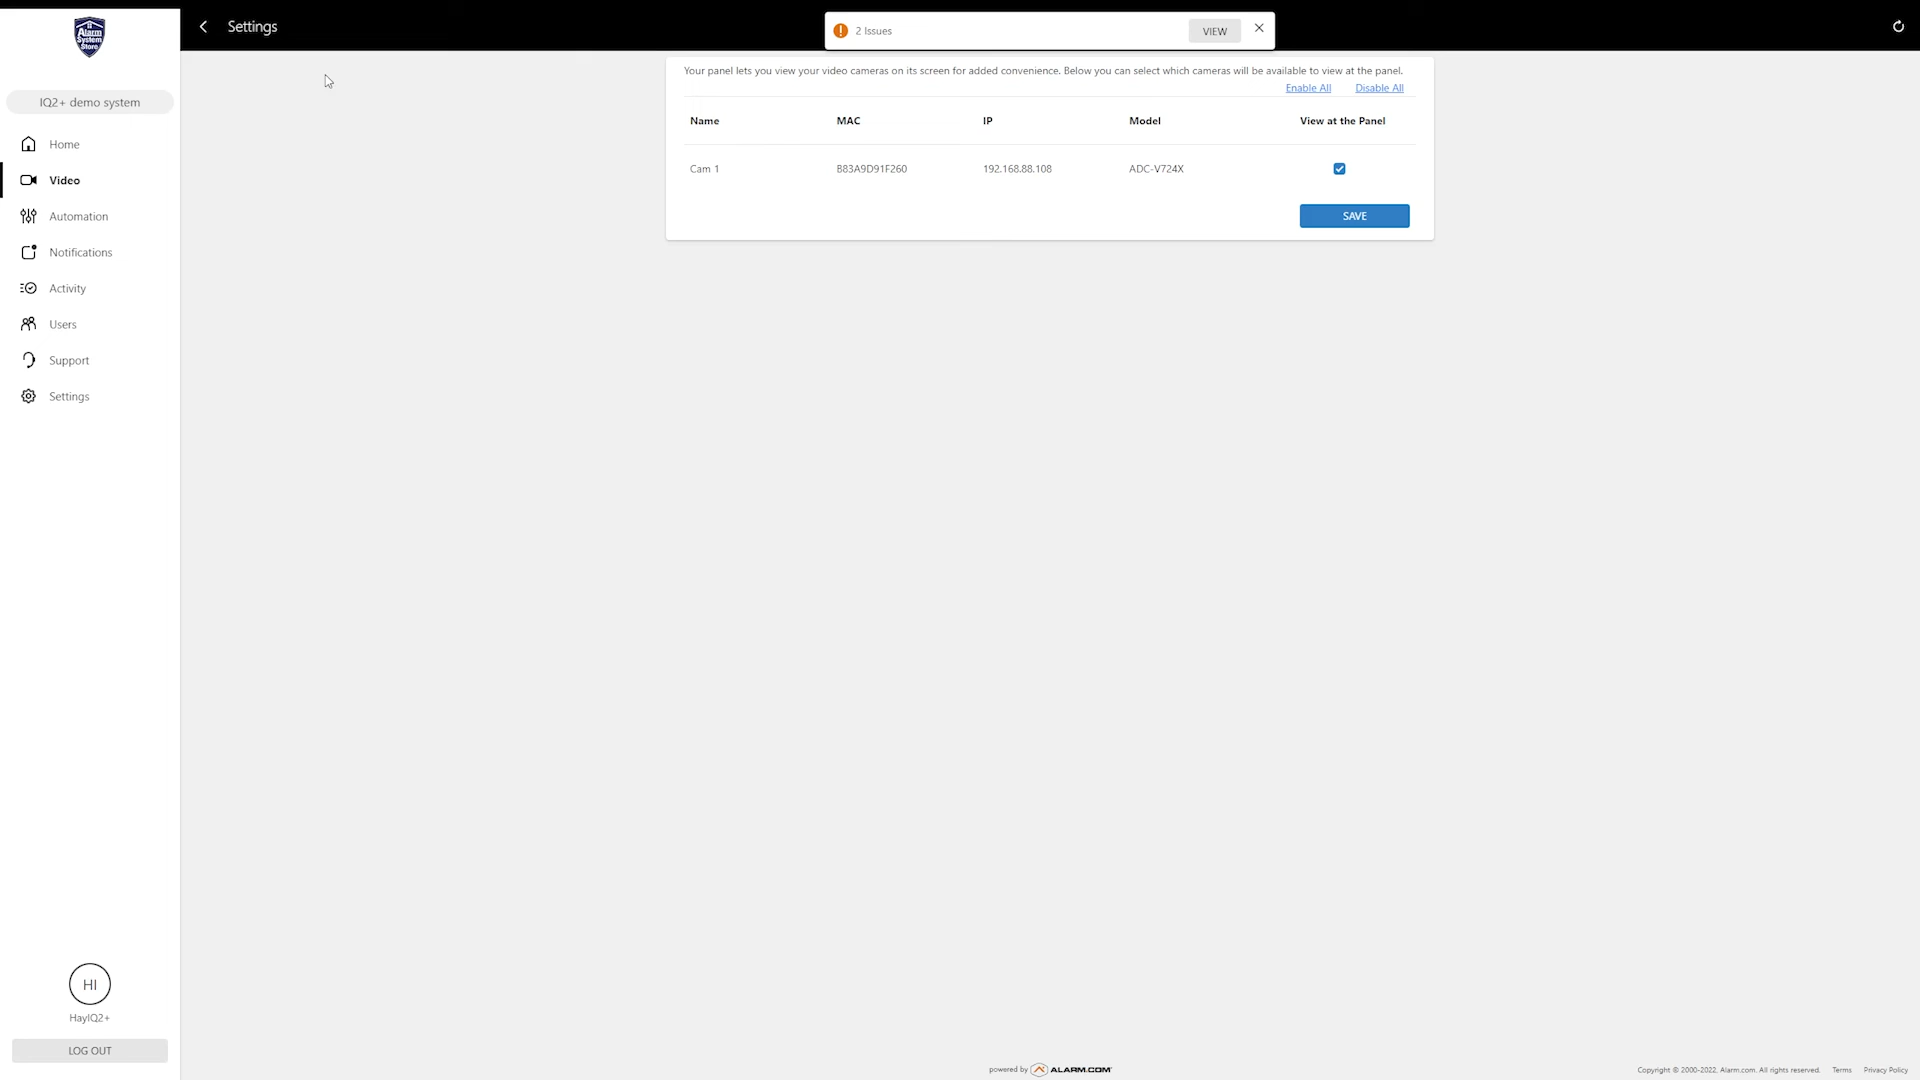 Alarm
System
Store
Settings
2 Issues
VIEW
IQ2+ demo system
Home
Video
Automation
Notifications
Activity
Users
Support
Settings
Your panel lets you view your video cameras on its screen for added convenience. Below you can select which cameras will be available to view at the panel.
Enable All Disable All
Name MAC IP Model View at the Panel
Cam 1 B83A9D91F260 192.168.88.108 ADC-V724X
SAVE
HI
HayIQ2+
LOG OUT
powered by ALARM.COM
Copyright © 2000-2022, Alarm.com. All rights reserved. Terms Privacy Policy